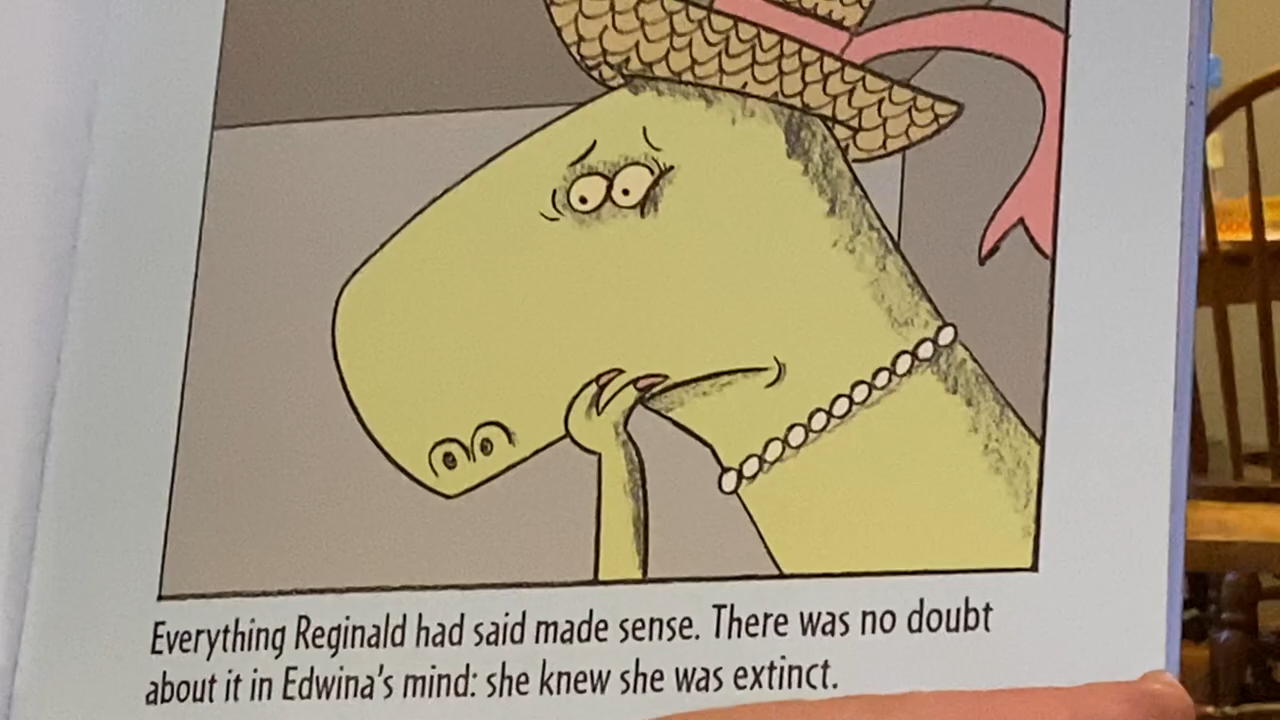 Everything Reginald had said made sense. There was no doubt
about it in Edwina's mind: she knew she was extinct.